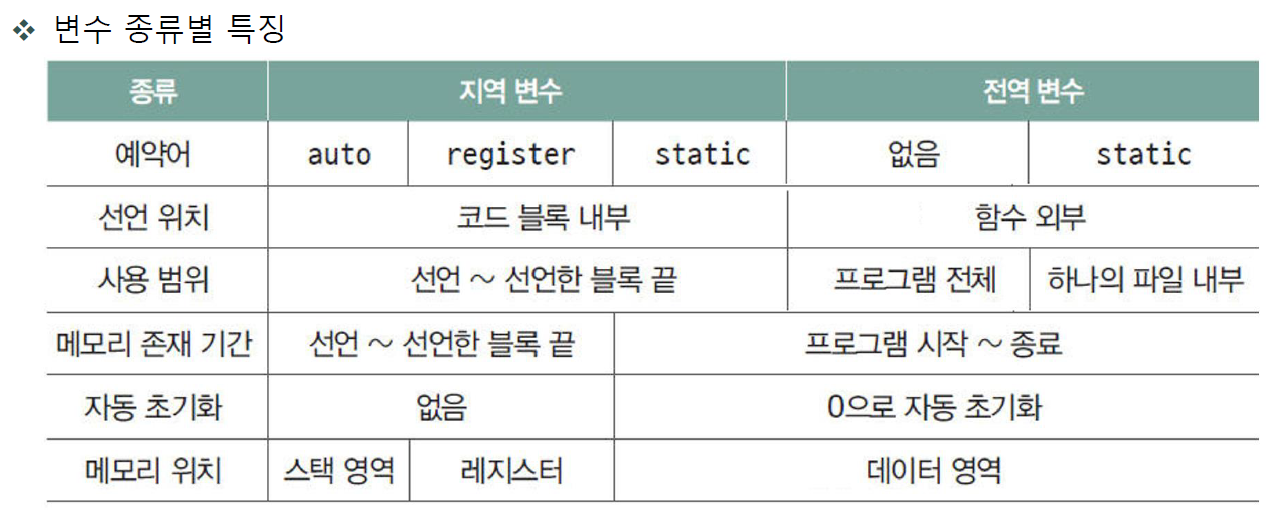 ❖ 변수 종류별 특징
종류 지역 변수 전역 변수
예약어 auto register static 없음 static
선언 위치 코드 블록 내부 함수 외부
사용 범위 선언 ~ 선언한 블록 끝 프로그램 전체 하나의 파일 내부
메모리 존재 기간 선언 ~ 선언한 블록 끝 프로그램 시작 ~ 종료
자동 초기화 없음 0으로 자동 초기화
메모리 위치 스택 영역 레지스터 데이터 영역